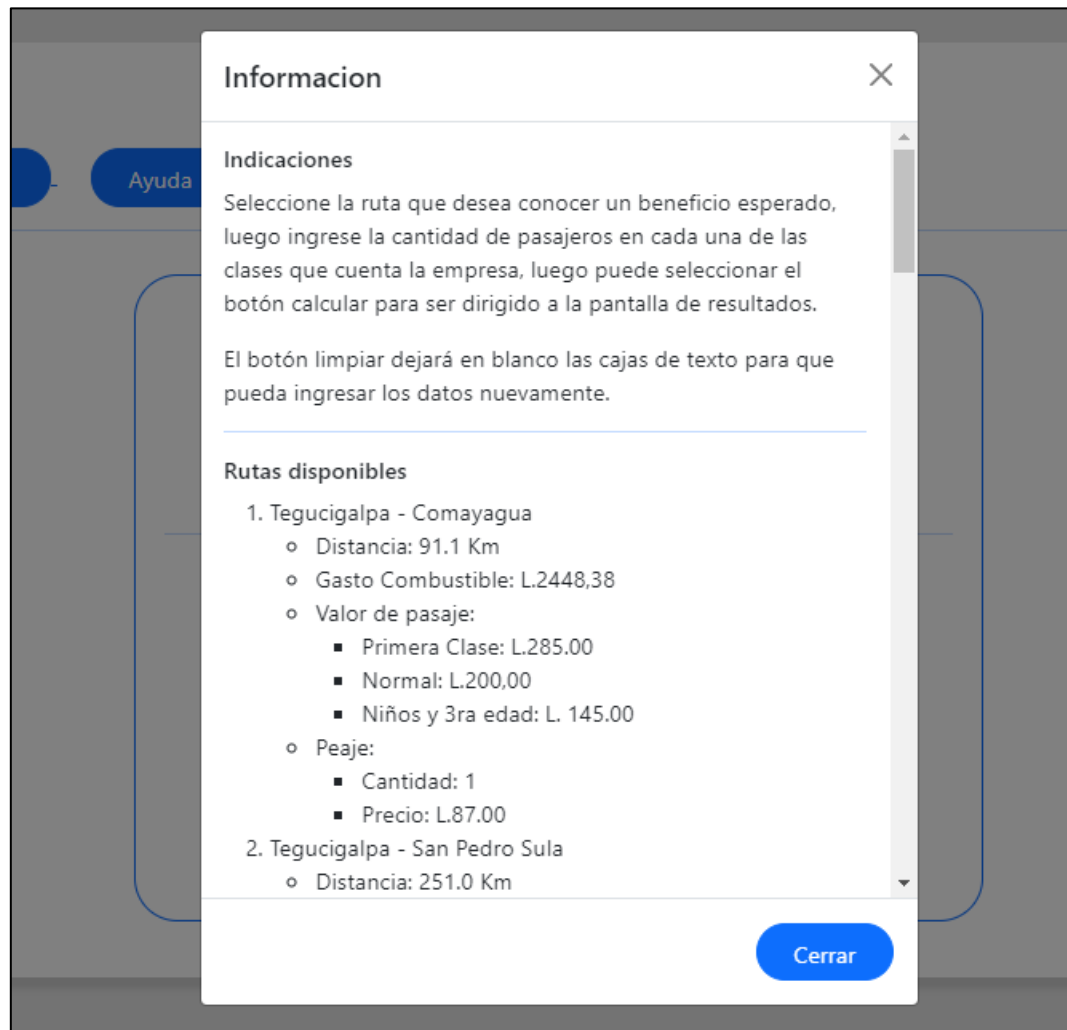 Informacion
Ayuda
Indicaciones
Seleccione la ruta que desea conocer un beneficio esperado,
luego ingrese la cantidad de pasajeros en cada una de las
clases que cuenta la empresa, luego puede seleccionar el
botón calcular para ser dirigido a la pantalla de resultados.
El botón limpiar dejará en blanco las cajas de texto para que
pueda ingresar los datos nuevamente.
Rutas disponibles
1. Tegucigalpa - Comayagua
Distancia: 91.1 Km
Gasto Combustible: L.2448,38
Valor de pasaje:
Primera Clase: L.285.00
Normal: L.200,00
Niños y 3ra edad: L. 145.00
Peaje:
Cantidad: 1
Precio: L.87.00
2. Tegucigalpa - San Pedro Sula
Distancia: 251.0 Km
Cerrar